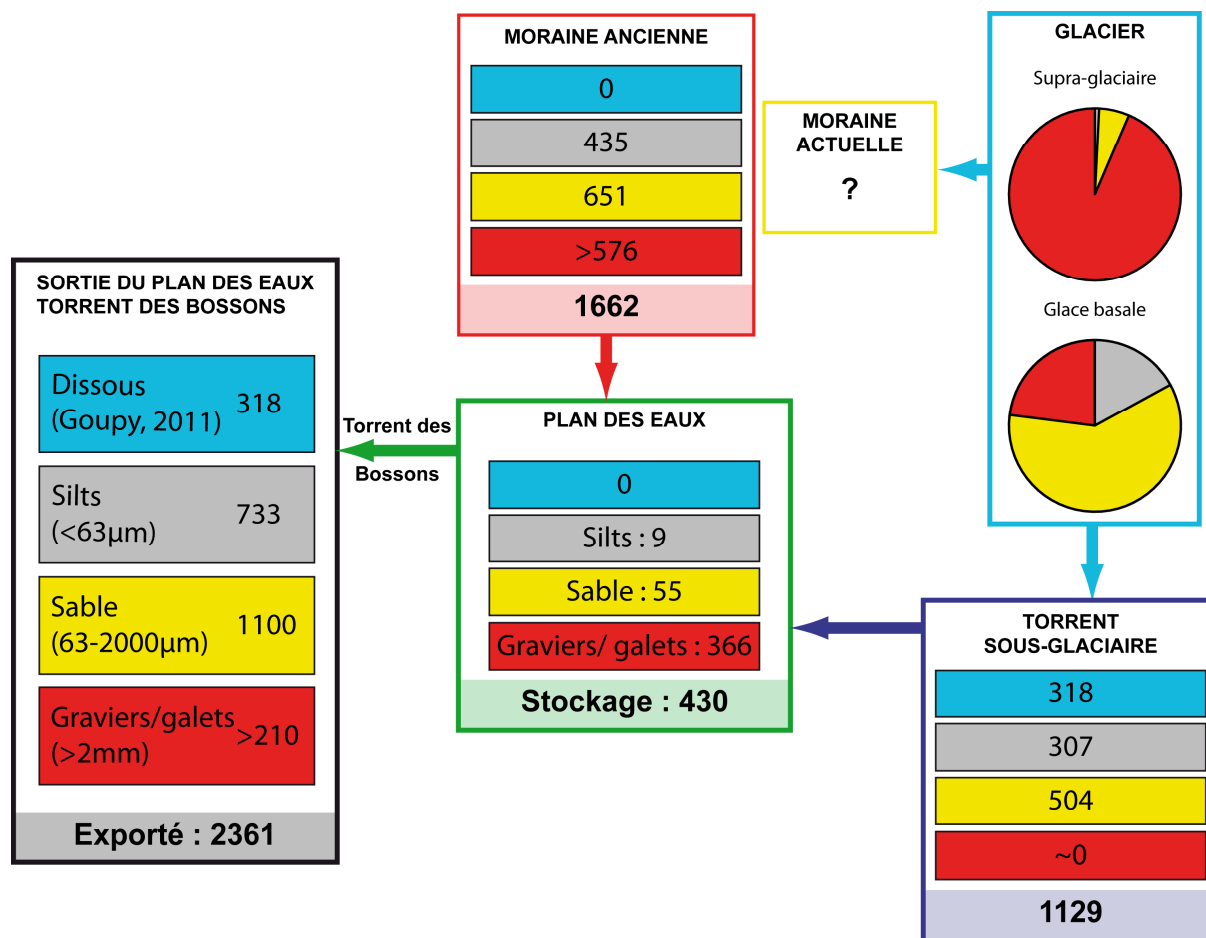 MORAINE ANCIENNE
0
435
651
>576
1662
MORAINE
ACTUELLE
?
GLACIER
Supra-glaciaire
Glace basale
SORTIE DU PLAN DES EAUX
TORRENT DES BOSSONS
Dissous
(Goupy, 2011) 318
Silts
(<63µm) 733
Sable
(63-2000µm) 1100
Graviers/galets
(>2mm) >210
Exporté : 2361
Torrent des
Bossons
PLAN DES EAUX
0
Silts : 9
Sable : 55
Graviers/ galets : 366
Stockage : 430
TORRENT
SOUS-GLACIAIRE
318
307
504
~0
1129